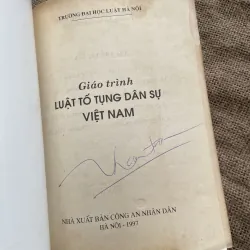 TRƯỜNG ĐẠI HỌC LUẬT HÀ NỘI
Giáo trình
LUẬT TỐ TỤNG DÂN SỰ
VIỆT NAM
NHÀ XUẤT BẢN CÔNG AN NHÂN DÂN
HÀ NỘI - 1997